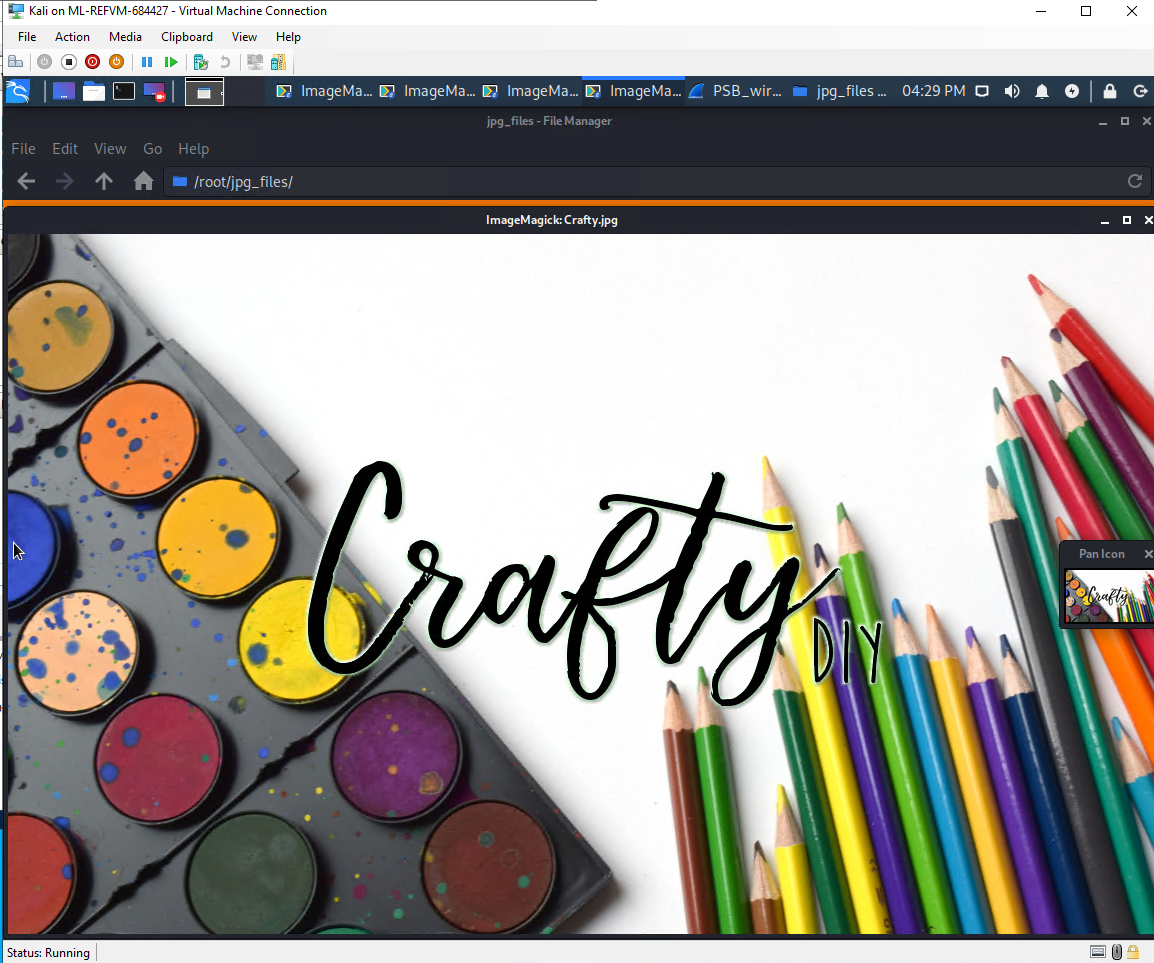 Kali on ML-REFVM-684427 - Virtual Machine Connection
File Action Media Clipboard View Help
ImageMa... ImageMa... ImageMa... ImageMa... PSB_wir... jpg_files ... 04:29 PM
jpg_files - File Manager
File Edit View Go Help
/root/jpg_files/
ImageMagick: Crafty.jpg
Crafty
DIY
Pan Icon
Crafty
Status: Running